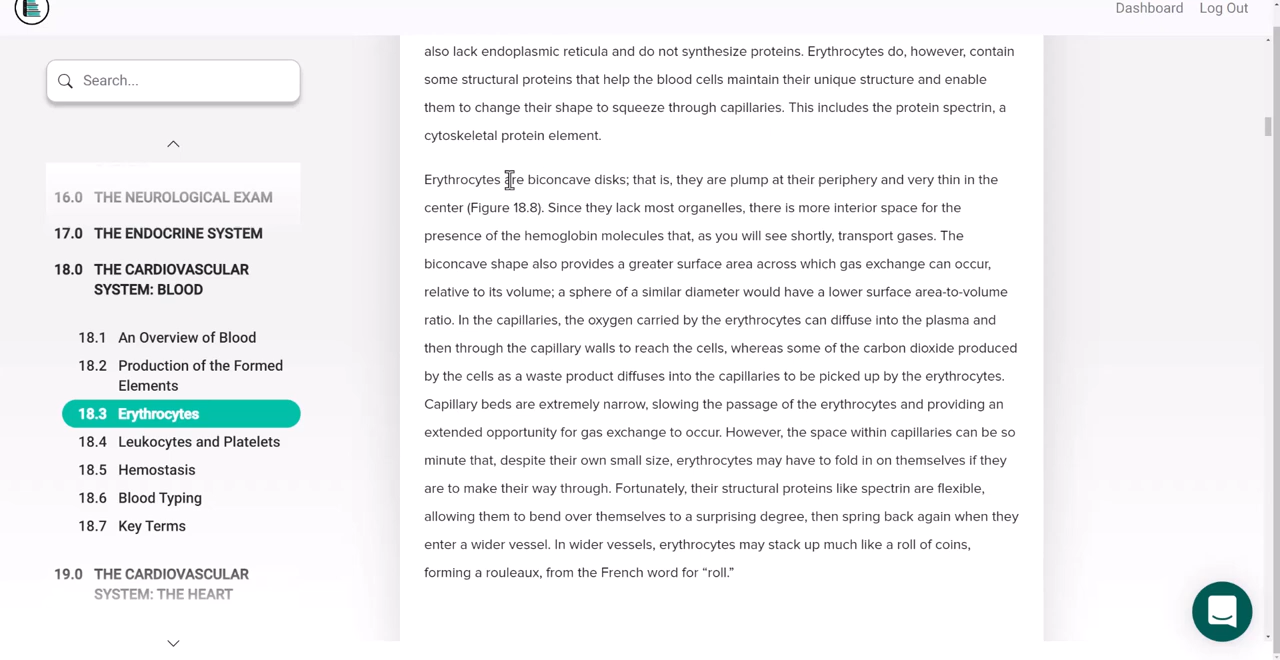 Dashboard Log Out
Search...
16.0 THE NEUROLOGICAL EXAM
17.0 THE ENDOCRINE SYSTEM
18.0 THE CARDIOVASCULAR
SYSTEM: BLOOD
18.1 An Overview of Blood
18.2 Production of the Formed
Elements
18.3 Erythrocytes
18.4 Leukocytes and Platelets
18.5 Hemostasis
18.6 Blood Typing
18.7 Key Terms
19.0 THE CARDIOVASCULAR
SYSTEM: THE HEART
also lack endoplasmic reticula and do not synthesize proteins. Erythrocytes do, however, contain
some structural proteins that help the blood cells maintain their unique structure and enable
them to change their shape to squeeze through capillaries. This includes the protein spectrin, a
cytoskeletal protein element.
Erythrocytes are biconcave disks; that is, they are plump at their periphery and very thin in the
center (Figure 18.8). Since they lack most organelles, there is more interior space for the
presence of the hemoglobin molecules that, as you will see shortly, transport gases. The
biconcave shape also provides a greater surface area across which gas exchange can occur,
relative to its volume; a sphere of a similar diameter would have a lower surface area-to-volume
ratio. In the capillaries, the oxygen carried by the erythrocytes can diffuse into the plasma and
then through the capillary walls to reach the cells, whereas some of the carbon dioxide produced
by the cells as a waste product diffuses into the capillaries to be picked up by the erythrocytes.
Capillary beds are extremely narrow, slowing the passage of the erythrocytes and providing an
extended opportunity for gas exchange to occur. However, the space within capillaries can be so
minute that, despite their own small size, erythrocytes may have to fold in on themselves if they
are to make their way through. Fortunately, their structural proteins like spectrin are flexible,
allowing them to bend over themselves to a surprising degree, then spring back again when they
enter a wider vessel. In wider vessels, erythrocytes may stack up much like a roll of coins,
forming a rouleaux, from the French word for “roll.”